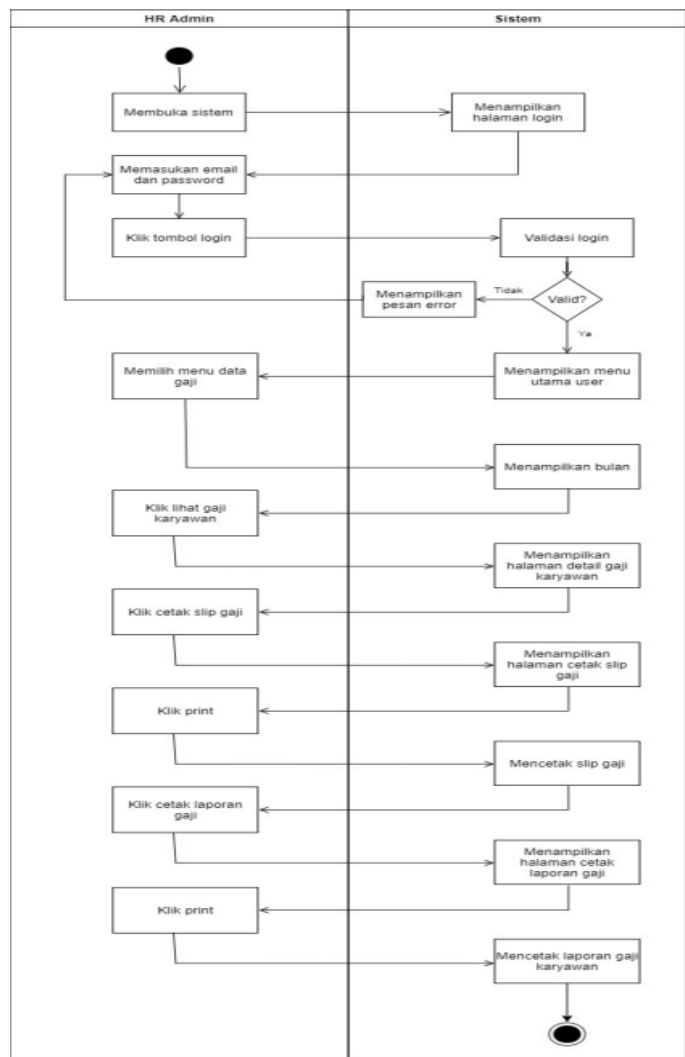 HR Admin
Sistem
Membuka sistem
Menampilkan
halaman login
Memasukan email
dan password
Klik tombol login
Validasi login
Valid?
Tidak
Menampilkan
pesan error
Ya
Menampilkan menu
utama user
Memilih menu data
gaji
Menampilkan bulan
Klik lihat gaji
karyawan
Menampilkan
halaman detail gaji
karyawan
Klik cetak slip gaji
Menampilkan
halaman cetak slip
gaji
Klik print
Mencetak slip gaji
Klik cetak laporan
gaji
Menampilkan
halaman cetak
laporan gaji
Klik print
Mencetak laporan gaji
karyawan